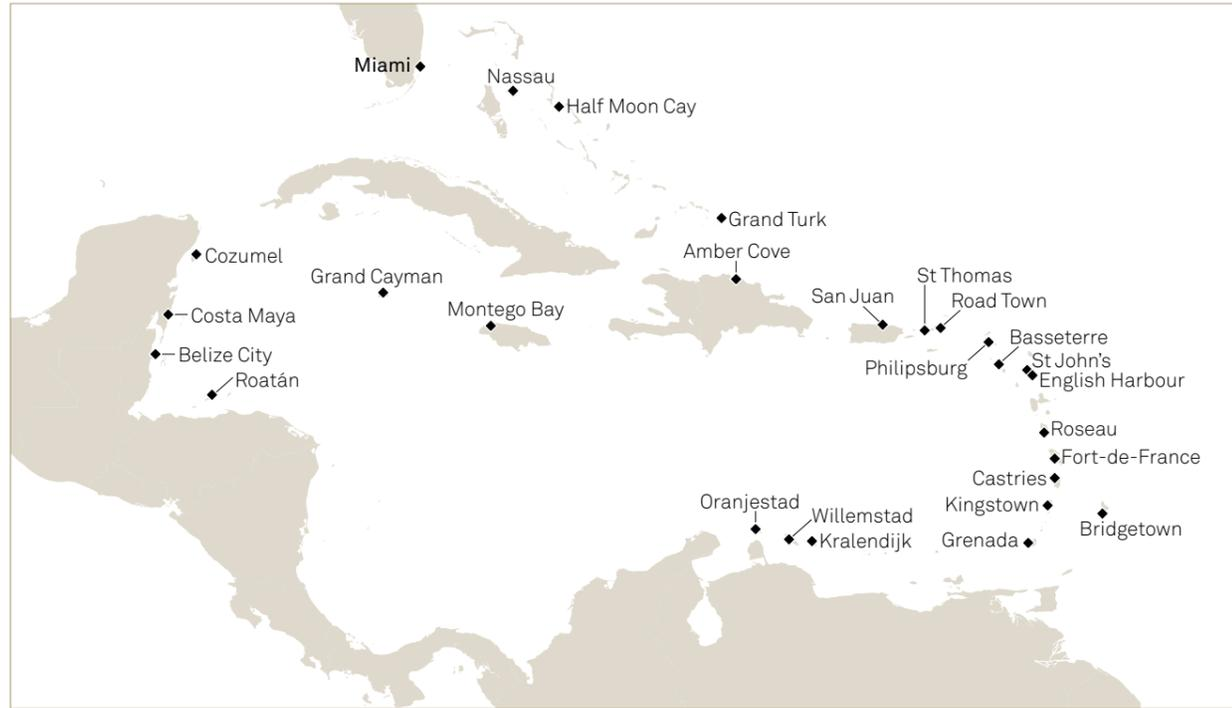 Miami
Nassau
Half Moon Cay
Grand Turk
Amber Cove
Cozumel
Grand Cayman
St Thomas
San Juan
Road Town
Montego Bay
Costa Maya
Basseterre
Belize City
St John’s
Philipsburg
Roatán
English Harbour
Roseau
Fort-de-France
Castries
Oranjestad
Kingstown
Willemstad
Bridgetown
Kralendijk
Grenada